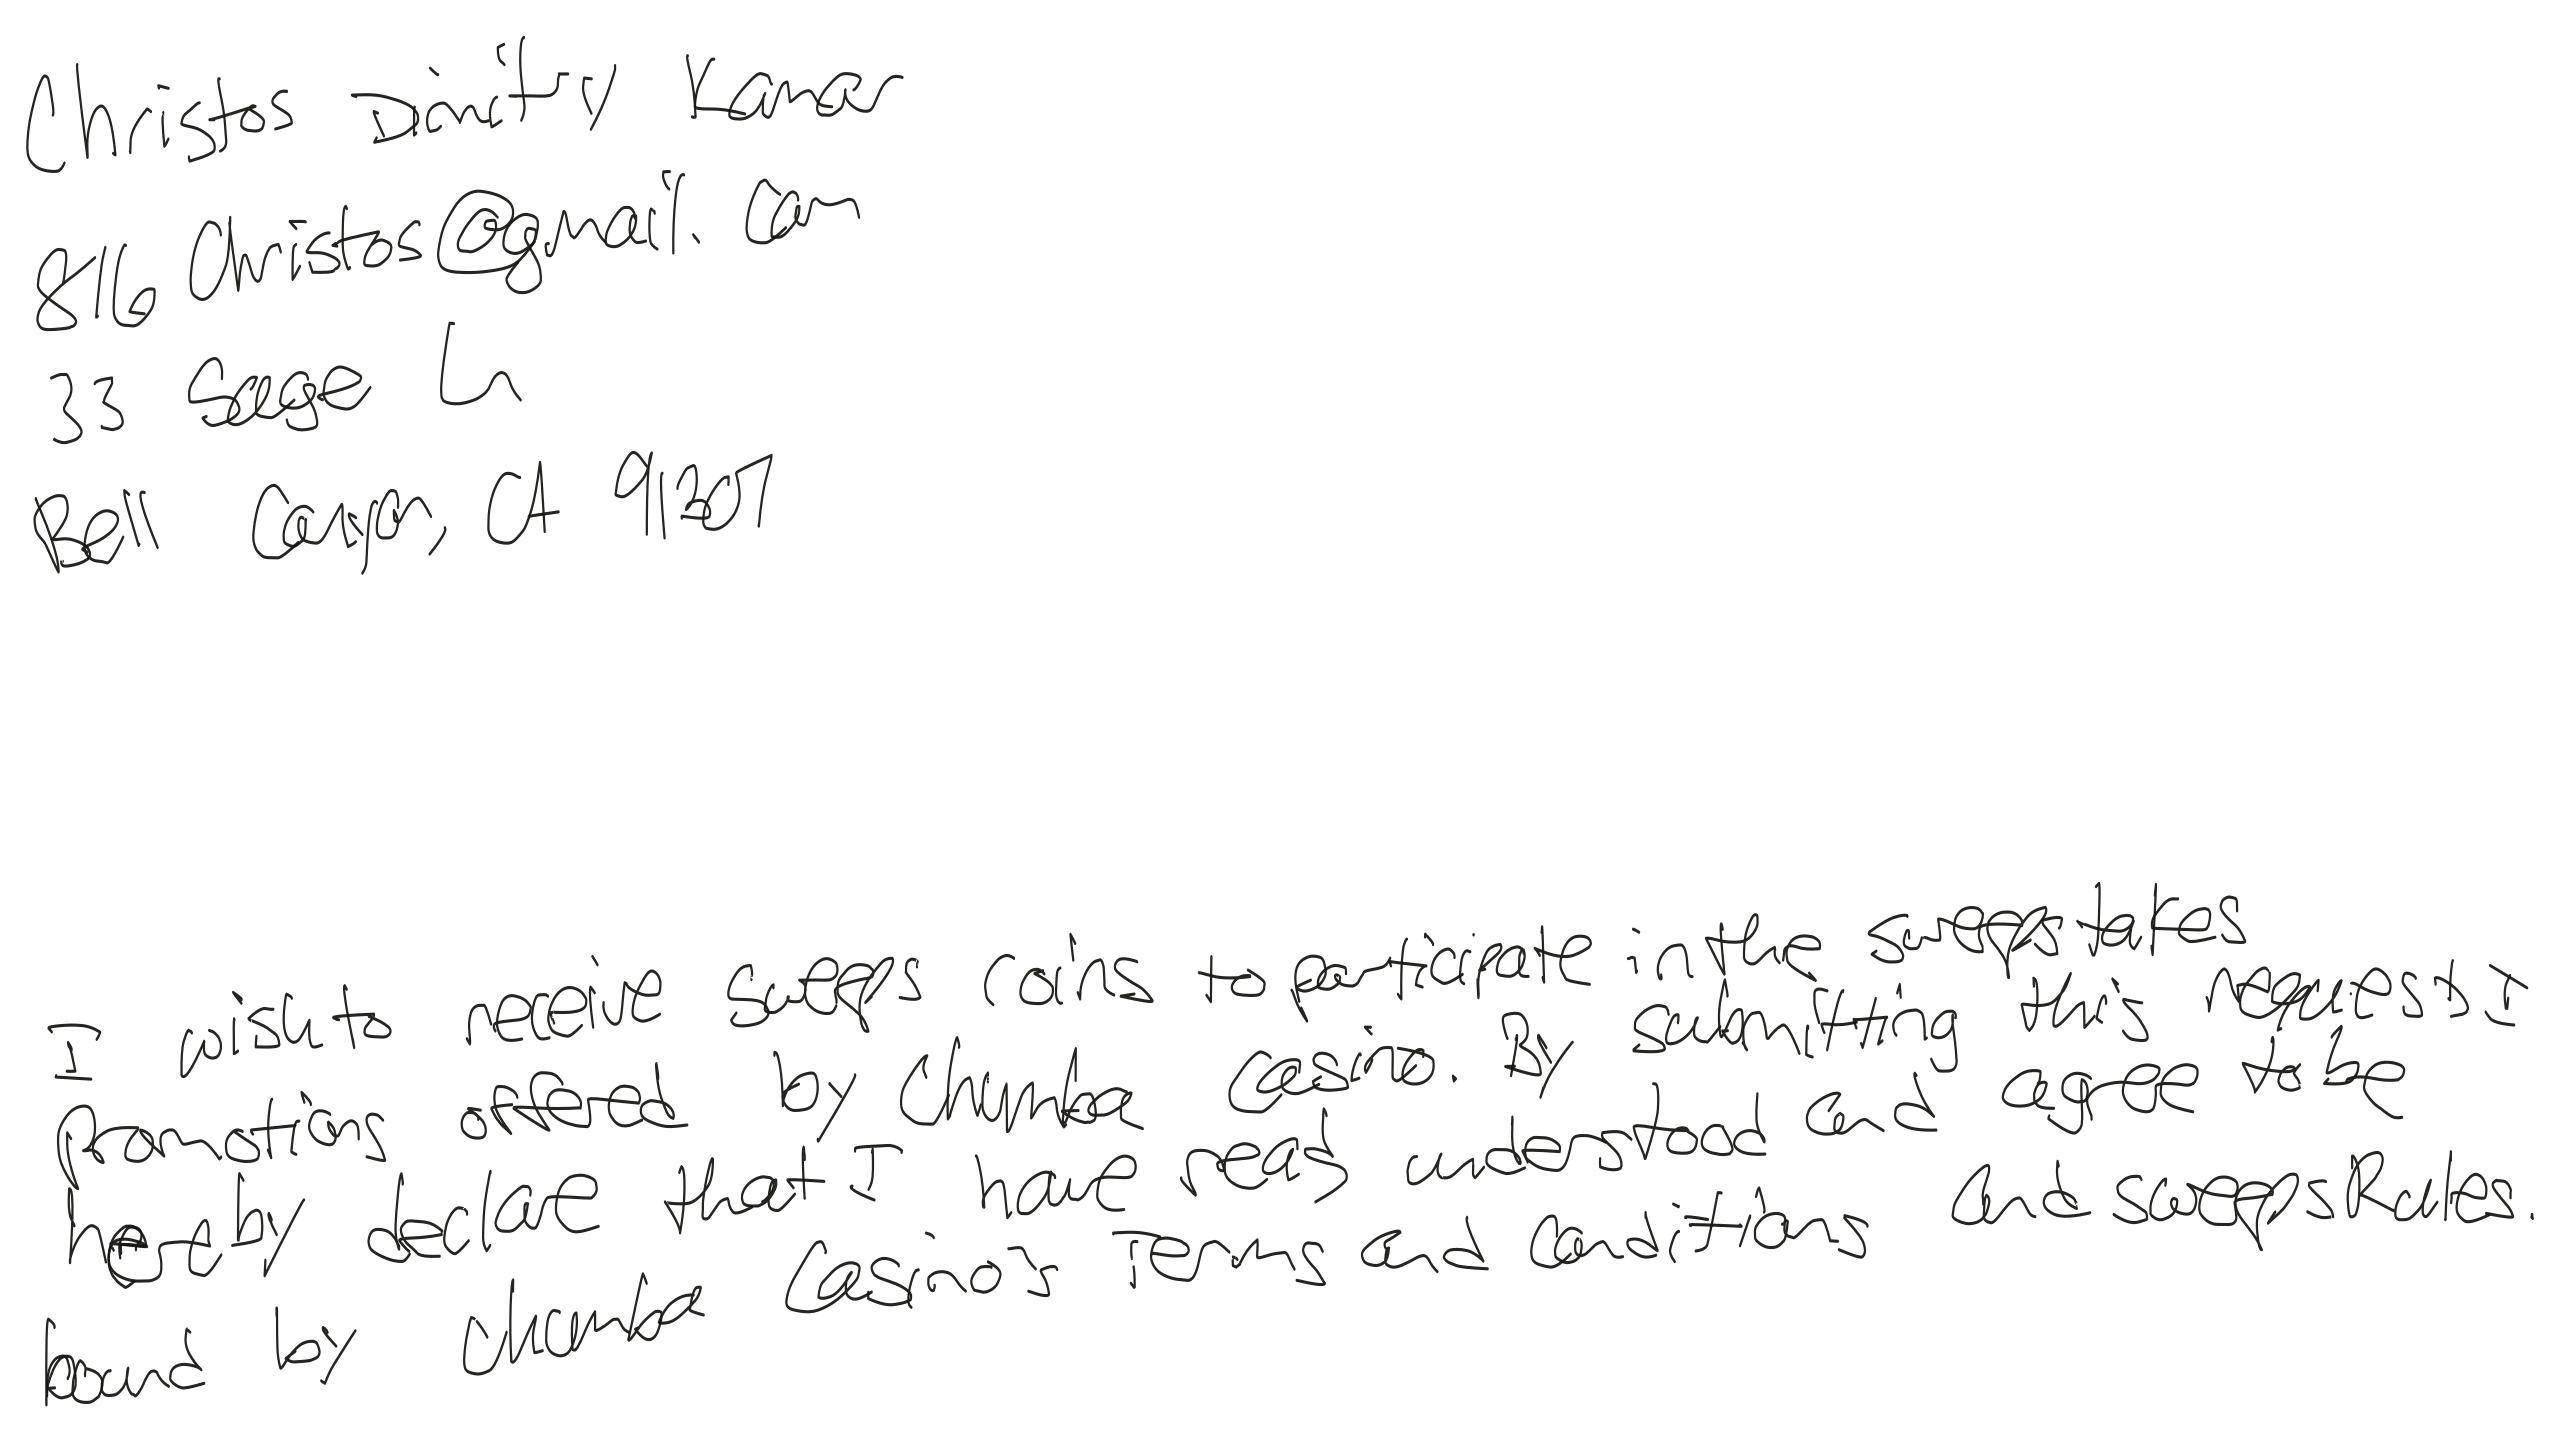 Christos Dimitry Kamar
816Christos@gmail.com
33 Sage Ln
Bell Canyon, CA 91307
I wish to receive sweeps coins to participate in the sweepstakes
promotions offered by Chumba Casino. By submitting this request I
hereby declare that I have read understood and agree to be
bound by Chumba Casino's Terms and Conditions and sweeps Rules.